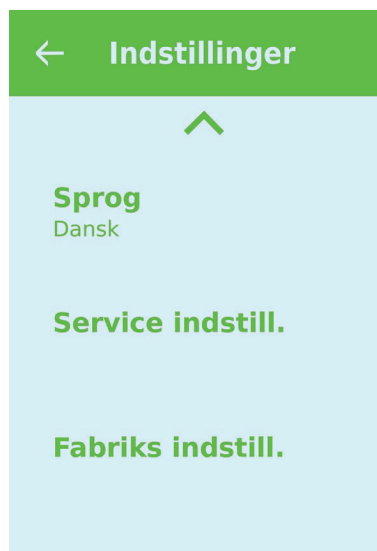 Indstillinger
Sprog
Dansk
Service indstill.
Fabriks indstill.